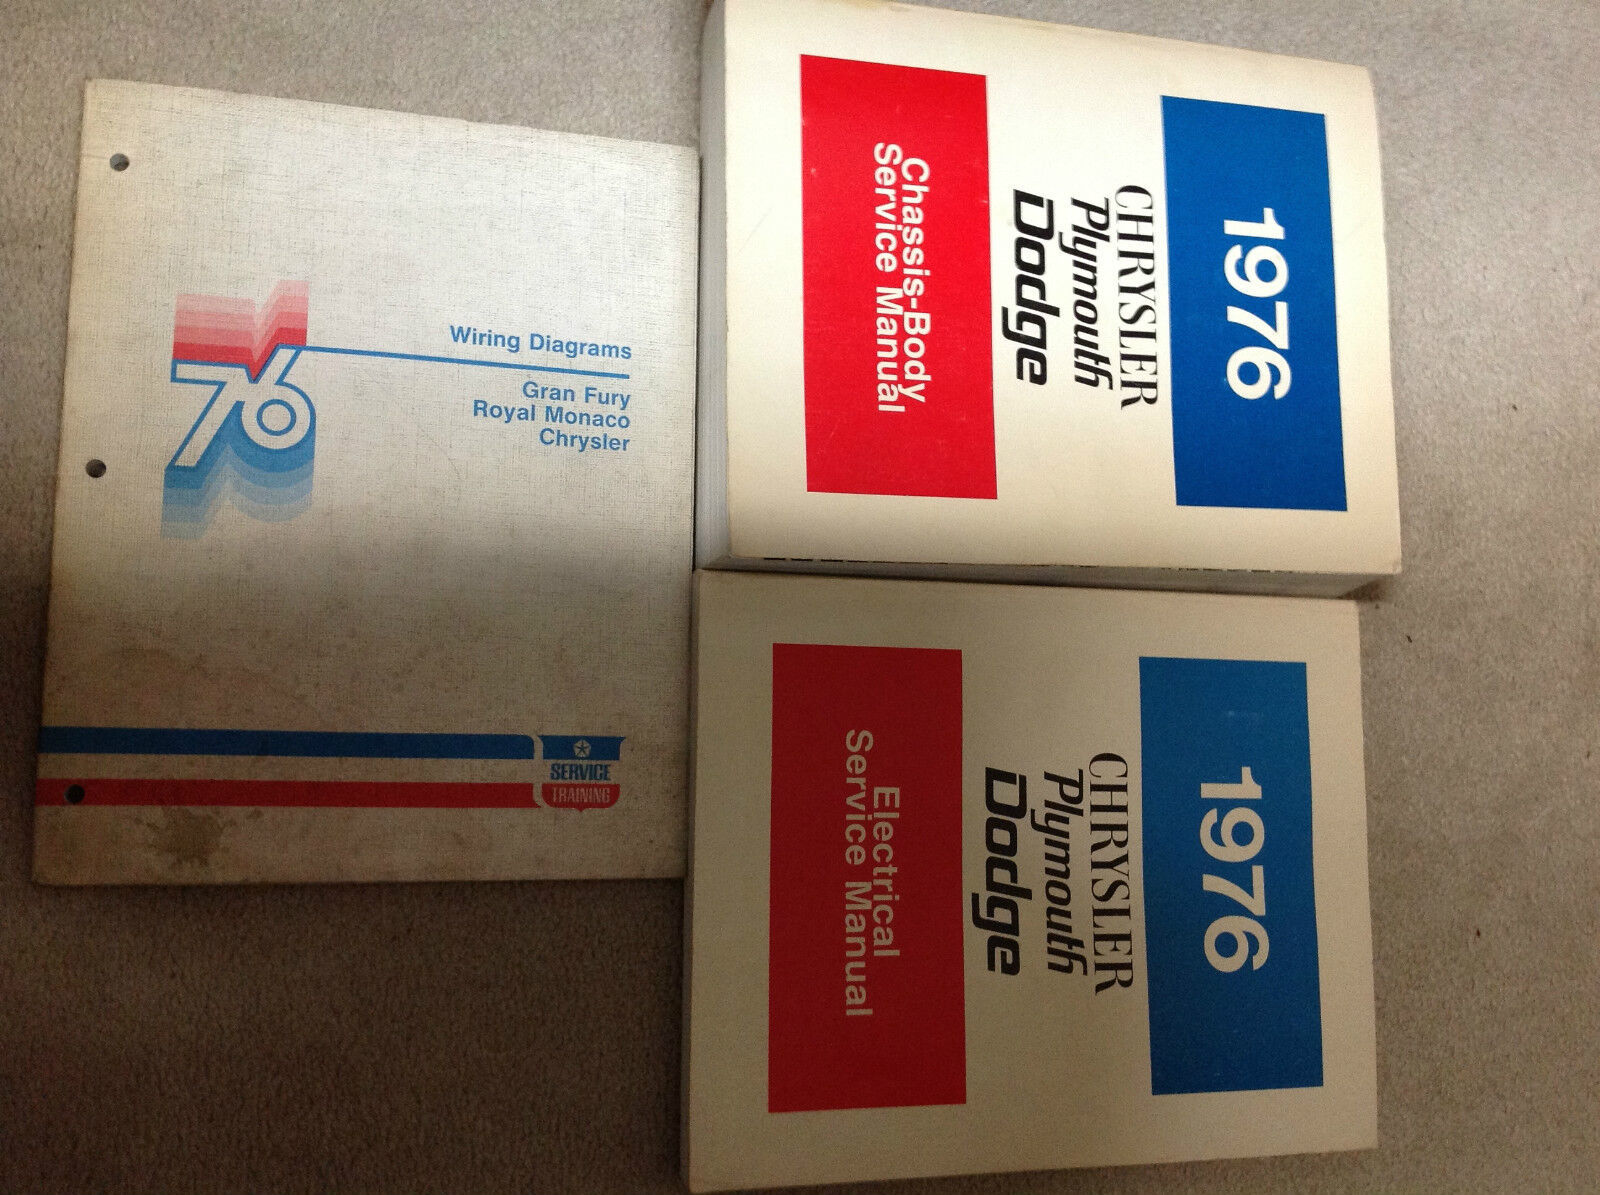 76
Wiring Diagrams
Gran Fury
Royal Monaco
Chrysler
SERVICE
TRAINING
1976
CHRYSLER
Plymouth
Dodge
Chassis-Body
Service Manual
1976
CHRYSLER
Plymouth
Dodge
Electrical
Service Manual